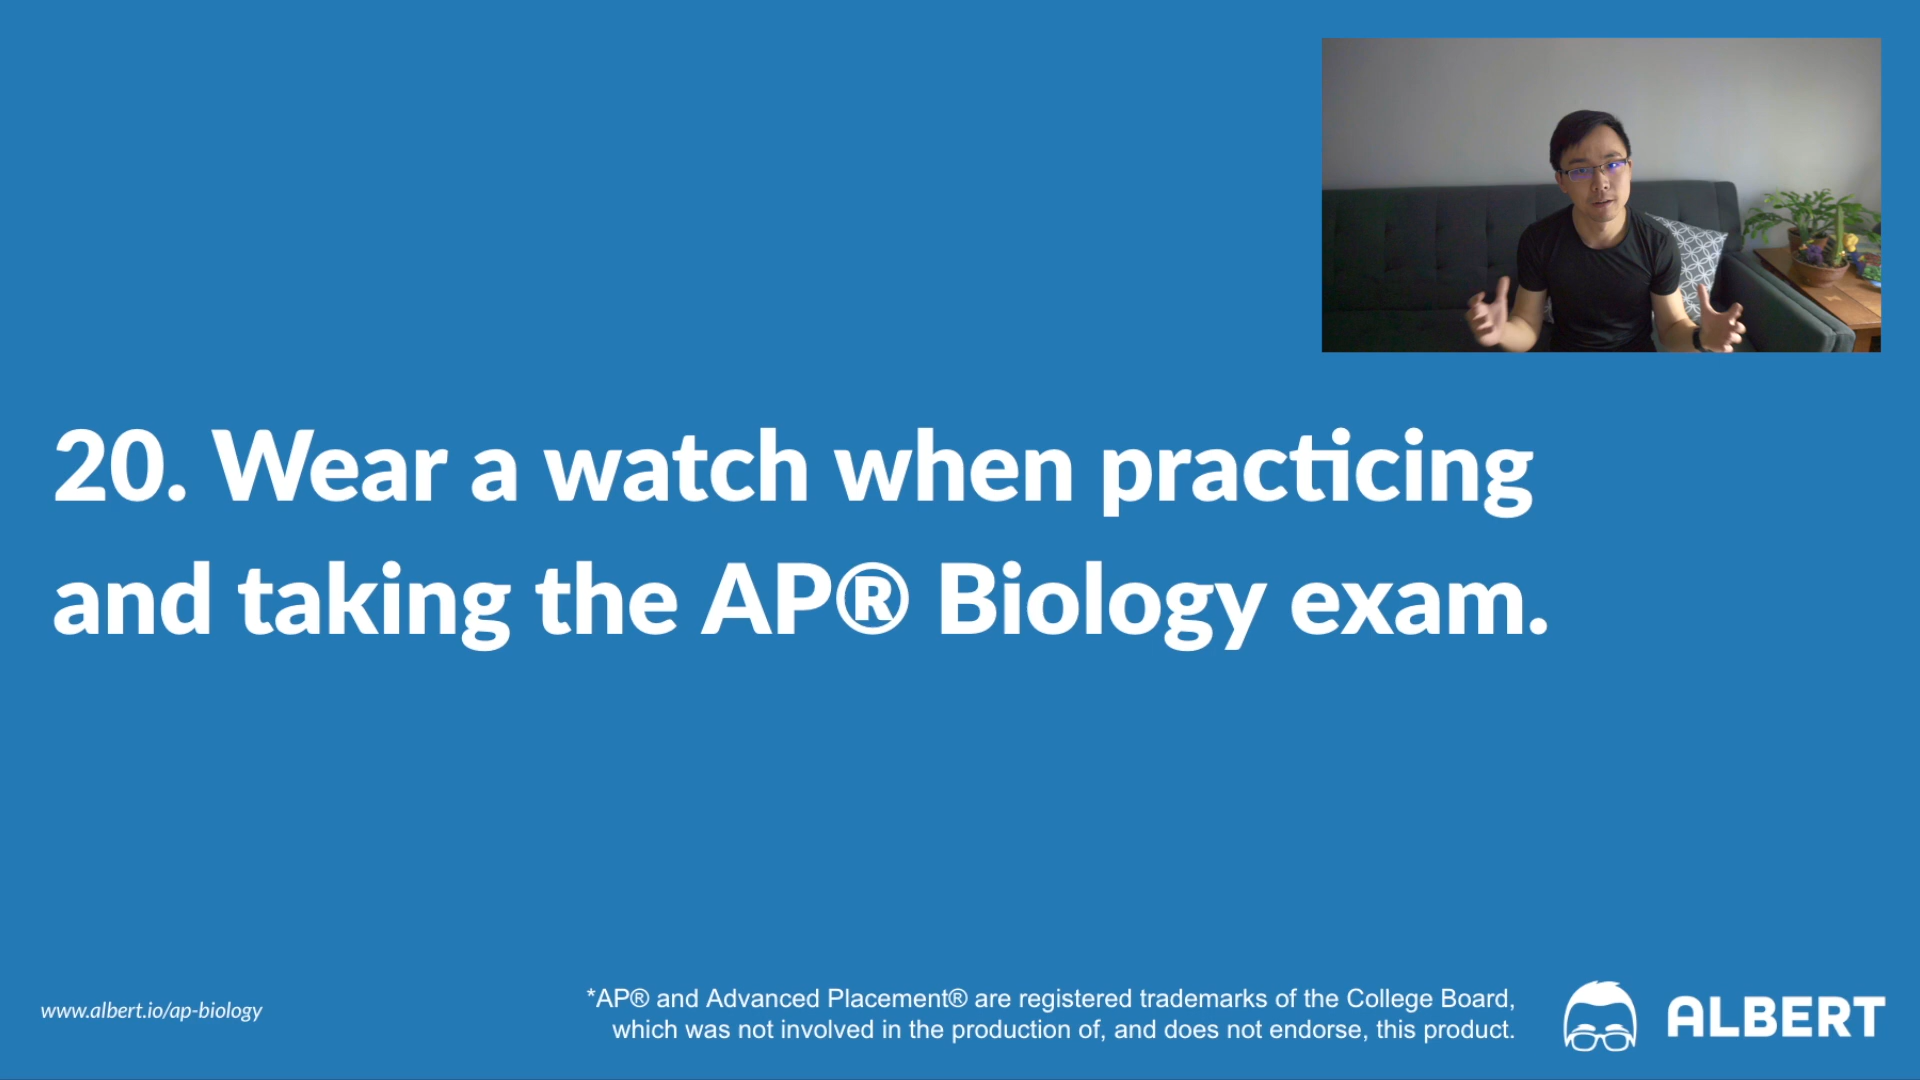 20. Wear a watch when practicing
and taking the AP® Biology exam.
www.albert.io/ap-biology
*AP® and Advanced Placement® are registered trademarks of the College Board,
which was not involved in the production of, and does not endorse, this product.
ALBERT